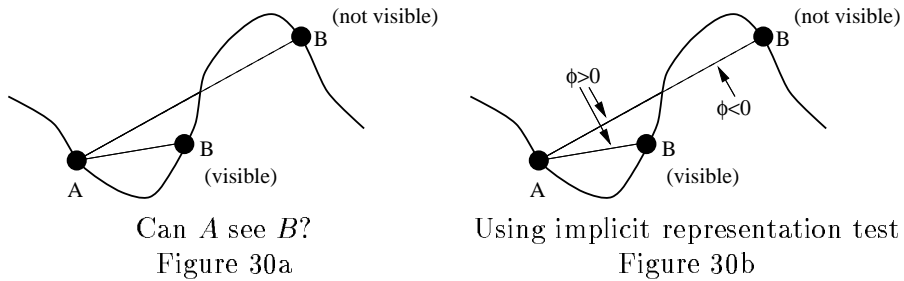 (not visible)
B
A
B
(visible)
Can A see B?
Figure 30a
(not visible)
B
ϕ>0
ϕ<0
A
B
(visible)
Using implicit representation test
Figure 30b